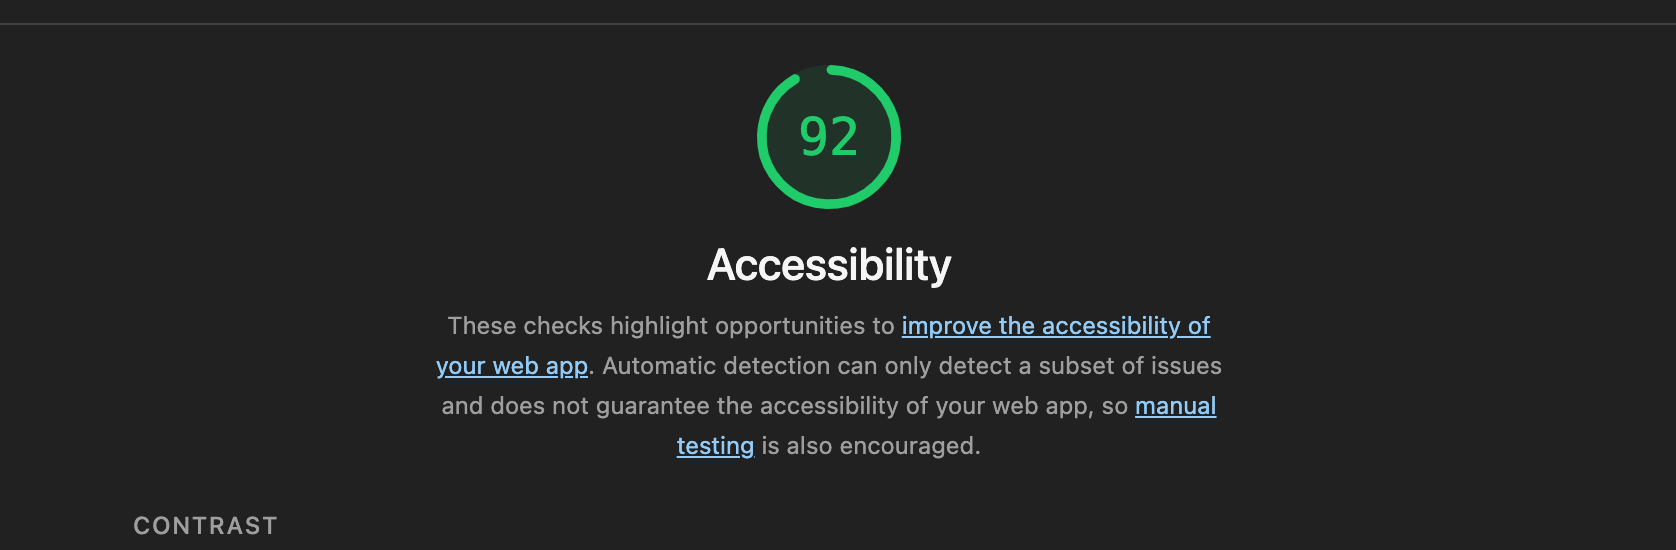 92
Accessibility
These checks highlight opportunities to improve the accessibility of
your web app. Automatic detection can only detect a subset of issues
and does not guarantee the accessibility of your web app, so manual
testing is also encouraged.
CONTRAST